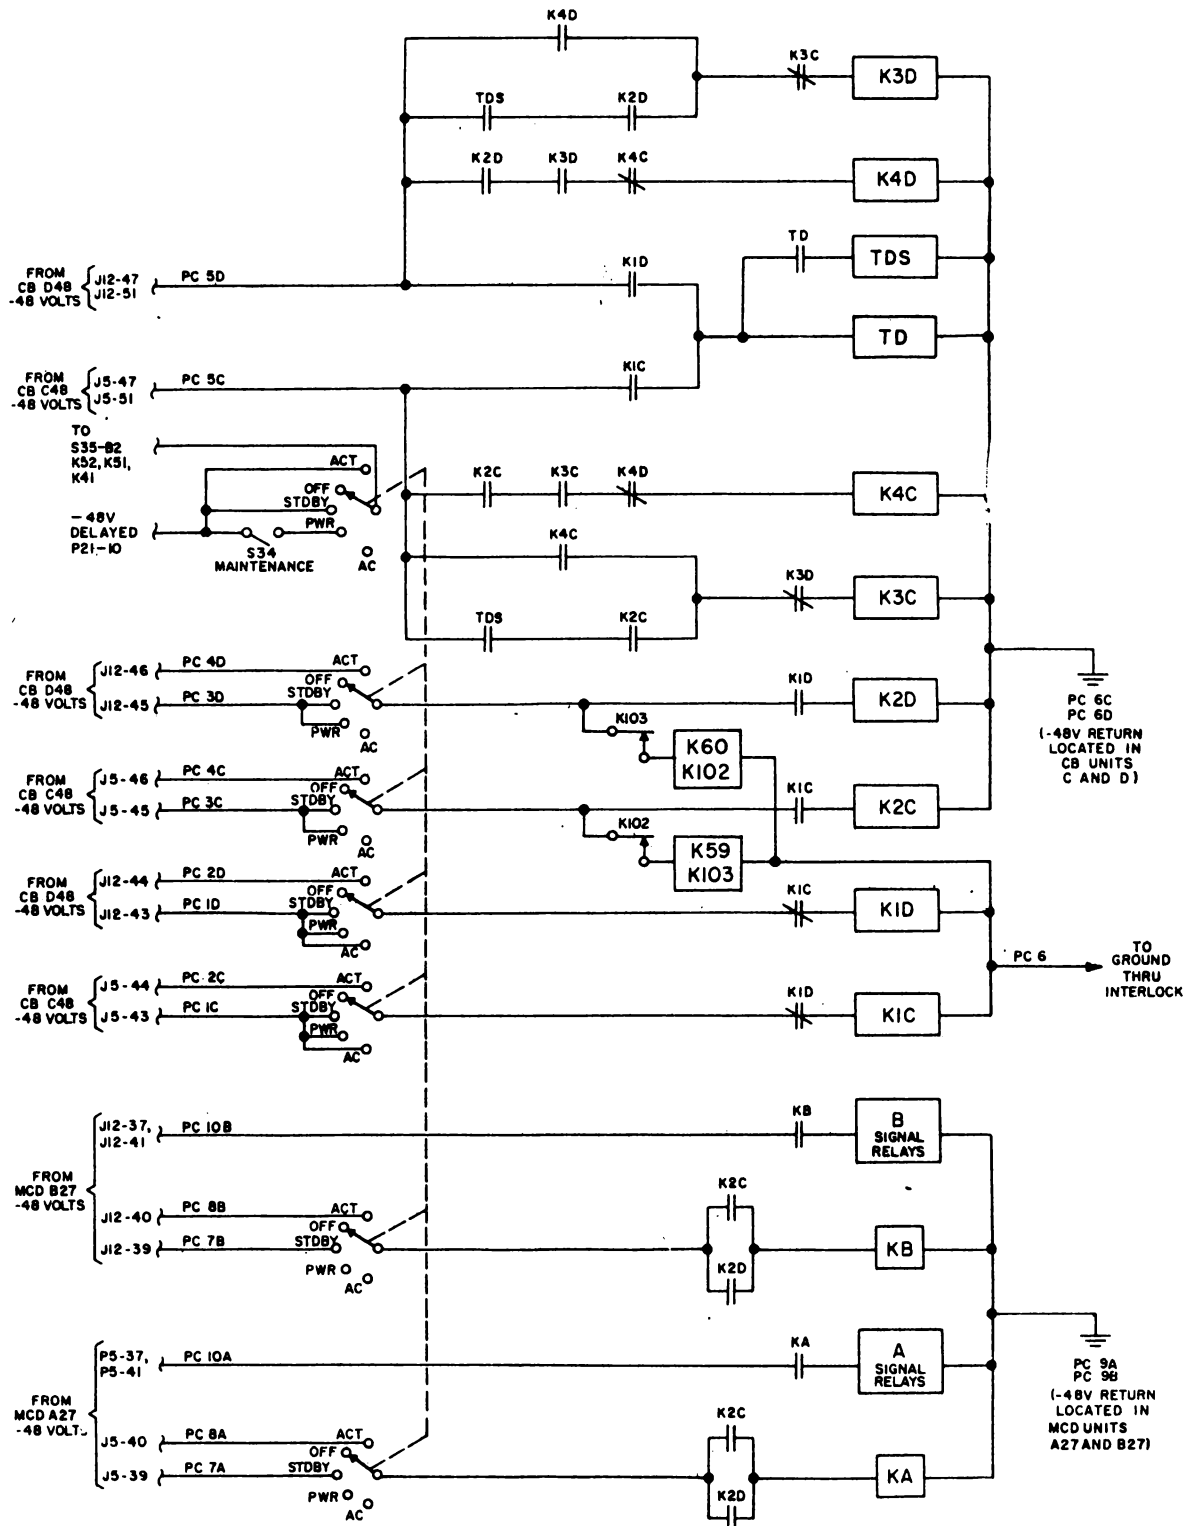 K4D
K3C
K3D
TDS
K2D
K2D
K3D
K4C
K4D
TD
TDS
FROM
CB D48
-48 VOLTS
J12-47
J12-51
PC 5D
K1D
TD
FROM
CB C48
-48 VOLTS
J5-47
J5-51
PC 5C
K1C
TO
S35-B2
K52, K51,
K41
ACT
OFF
STDBY
PWR
AC
-48V
DELAYED
P21-10
S34
MAINTENANCE
K2C
K3C
K4D
K4C
K4C
K3D
K3C
TDS
K2C
FROM
CB D48
-48 VOLTS
J12-46
PC 4D
J12-45
PC 3D
ACT
OFF
STDBY
PWR
AC
K1D
K2D
K103
K60
K102
PC 6C
PC 6D
(-48V RETURN
LOCATED IN
CB UNITS
C AND D)
FROM
CB C48
-48 VOLTS
J5-46
PC 4C
J5-45
PC 3C
ACT
OFF
STDBY
PWR
AC
K1C
K2C
K102
K59
K103
FROM
CB D48
-48 VOLTS
J12-44
PC 2D
J12-43
PC 1D
ACT
OFF
STDBY
PWR
AC
K1C
K1D
PC 6
TO
GROUND
THRU
INTERLOCK
FROM
CB C48
-48 VOLTS
J5-44
PC 2C
J5-43
PC 1C
ACT
OFF
STDBY
PWR
AC
K1D
K1C
FROM
MCD B27
-48 VOLTS
J12-37,
J12-41
PC 10B
KB
B
SIGNAL
RELAYS
J12-40
PC 8B
J12-39
PC 7B
ACT
OFF
STDBY
PWR
AC
K2C
K2D
KB
FROM
MCD A27
-48 VOLTS
P5-37,
P5-41
PC 10A
KA
A
SIGNAL
RELAYS
PC 9A
PC 9B
(-48V RETURN
LOCATED IN
MCD UNITS
A27 AND B27)
J5-40
PC 8A
J5-39
PC 7A
ACT
OFF
STDBY
PWR
AC
K2C
K2D
KA